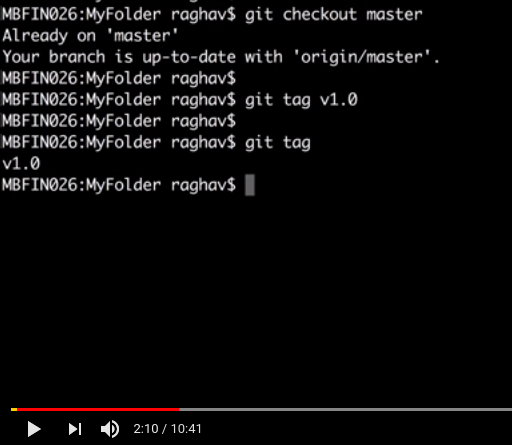 MBFIN026:MyFolder raghav$ git checkout master
Already on 'master'
Your branch is up-to-date with 'origin/master'.
MBFIN026:MyFolder raghav$
MBFIN026:MyFolder raghav$ git tag v1.0
MBFIN026:MyFolder raghav$
MBFIN026:MyFolder raghav$ git tag
v1.0
MBFIN026:MyFolder raghav$
2:10 / 10:41